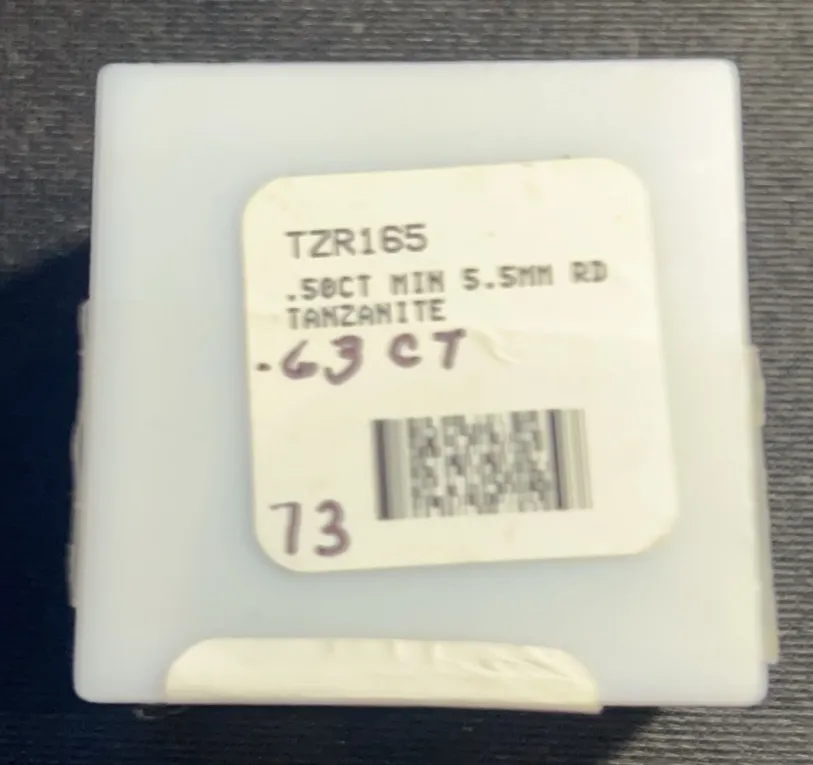 TZR165
.50CT MIN 5.5MM RD
TANZANITE
.63 CT
73